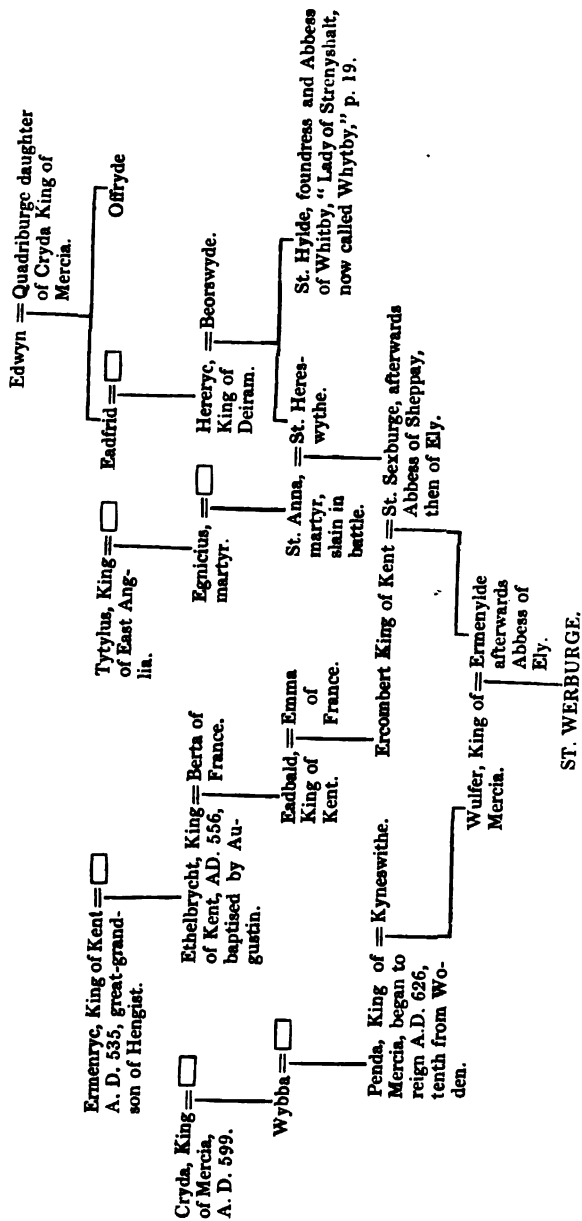 Edwyn = Quadriburge daughter
of Cryda King of
Mercia.
Eadfrid =
Offryde
Tytylus, King =
of East Ang-
lia.
Hereryc, = Beorswyde.
King of
Deiram.
Egnicius, =
martyr.
St. Anna, = St. Heres-
martyr, wythe.
slain in
battle.
St. Hylde, foundress and Abbess
of Whitby, " Lady of Strenyshalt,
now called Whytby," p. 19.
Ermenryc, King of Kent =
A. D. 535, great-grand-
son of Hengist.
Ethelbrycht, King = Berta of
of Kent, AD. 556, France.
baptised by Au-
gustin.
Eadbald, = Emma
King of of
Kent. France.
Ercombert King of Kent = St. Sexburge, afterwards
Abbess of Sheppay,
then of Ely.
Cryda, King =
of Mercia,
A. D. 599.
Wybba =
Penda, King of = Kyneswithe.
Mercia, began to
reign A.D. 626,
tenth from Wo-
den.
Wulfer, King of = Ermenylde
Mercia. afterwards
Abbess of
Ely.
ST. WERBURGE.